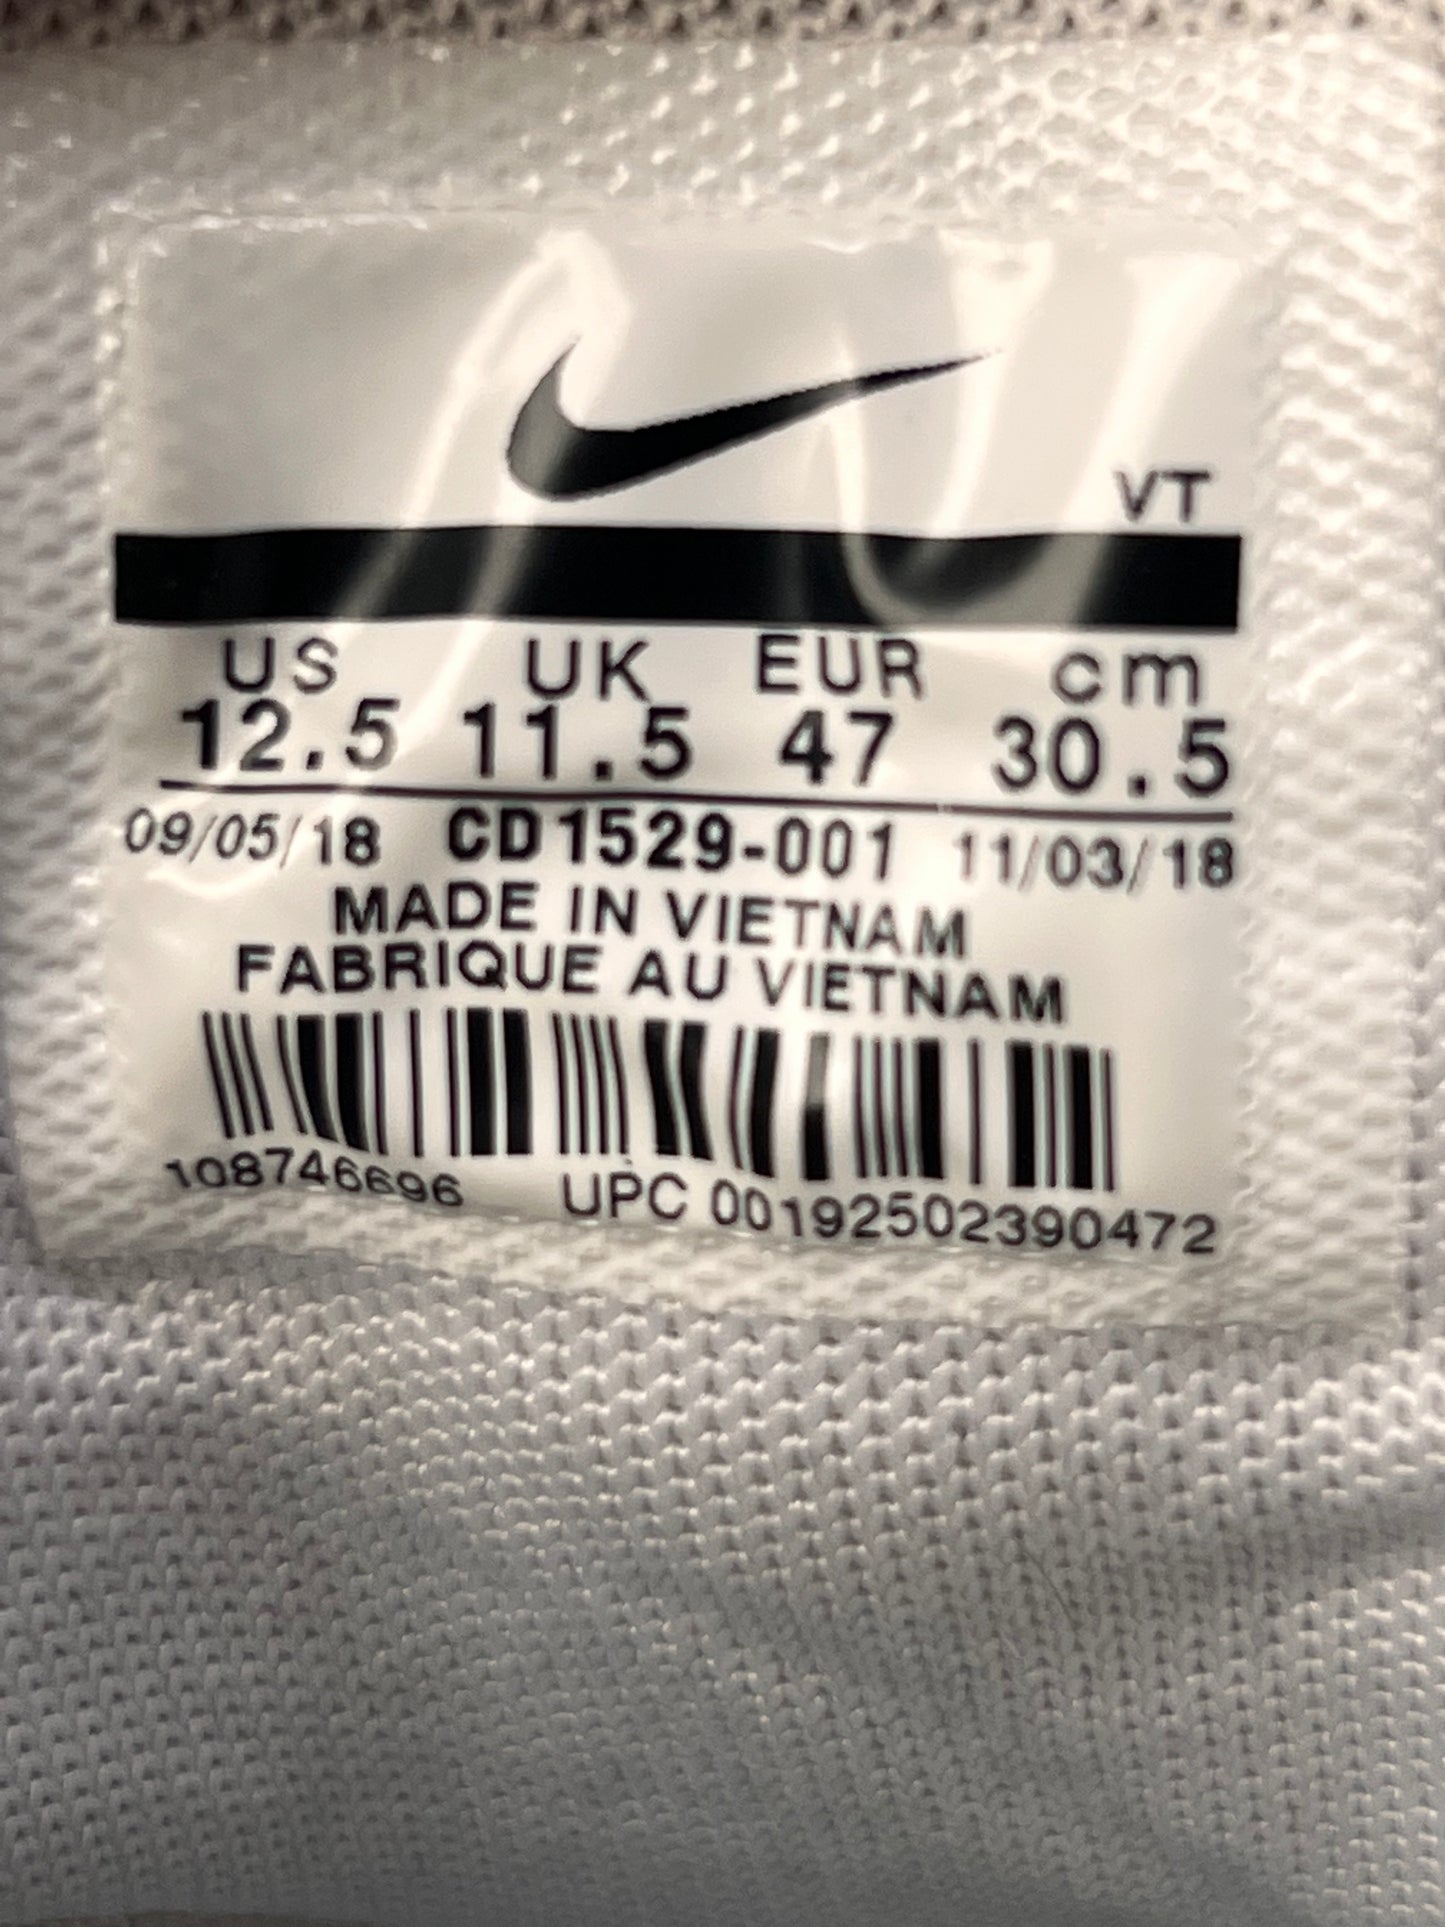 VT
US UK EUR cm
12.5 11.5 47 30.5
09/05/18 CD1529-001 11/03/18
MADE IN VIETNAM
FABRIQUE AU VIETNAM
108746696 UPC 00192502390472